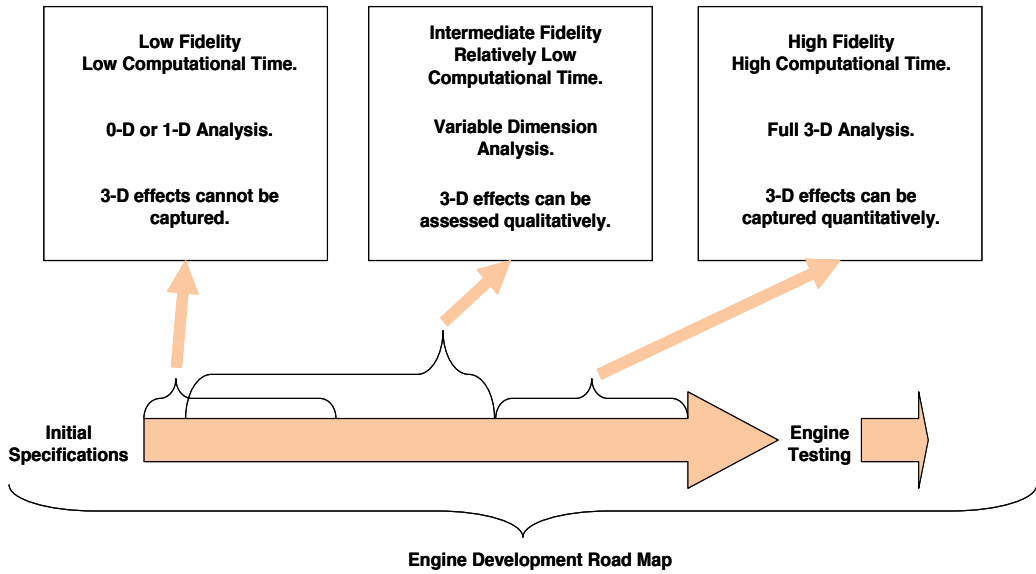 Low Fidelity
Low Computational Time.
0-D or 1-D Analysis.
3-D effects cannot be
captured.
Intermediate Fidelity
Relatively Low
Computational Time.
Variable Dimension
Analysis.
3-D effects can be
assessed qualitatively.
High Fidelity
High Computational Time.
Full 3-D Analysis.
3-D effects can be
captured quantitatively.
Initial
Specifications
Engine
Testing
Engine Development Road Map